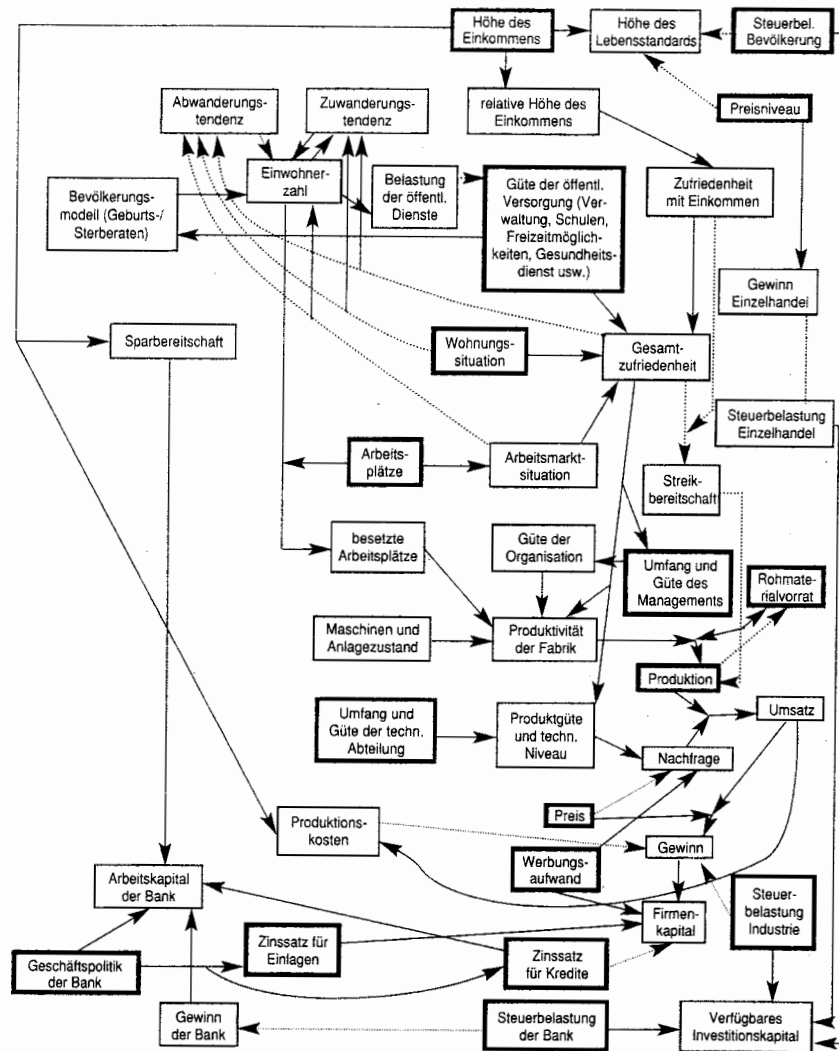 Höhe des
Einkommens
Höhe des
Lebensstandards
Steuerbel.
Bevölkerung
Abwanderungs-
tendenz
Zuwanderungs-
tendenz
relative Höhe des
Einkommens
Preisniveau
Einwohner-
zahl
Bevölkerungs-
modell (Geburts-/
Sterberaten)
Belastung
der öffentl.
Dienste
Güte der öffentl.
Versorgung (Ver-
waltung, Schulen,
Freizeitmöglich-
keiten, Gesundheits-
dienst usw.)
Zufriedenheit
mit Einkommen
Gewinn
Einzelhandel
Sparbereitschaft
Wohnungs-
situation
Gesamt-
zufriedenheit
Steuerbelastung
Einzelhandel
Arbeits-
plätze
Arbeitsmarkt-
situation
Streik-
bereitschaft
besetzte
Arbeitsplätze
Güte der
Organisation
Umfang und
Güte des
Managements
Rohmate-
rialvorrat
Maschinen und
Anlagezustand
Produktivität
der Fabrik
Produktion
Umfang und
Güte der techn.
Abteilung
Produktgüte
und techn.
Niveau
Umsatz
Nachfrage
Preis
Produktions-
kosten
Gewinn
Werbungs-
aufwand
Arbeitskapital
der Bank
Firmen-
kapital
Steuer-
belastung
Industrie
Zinssatz für
Einlagen
Zinssatz
für Kredite
Geschäftspolitik
der Bank
Gewinn
der Bank
Steuerbelastung
der Bank
Verfügbares
Investitionskapital